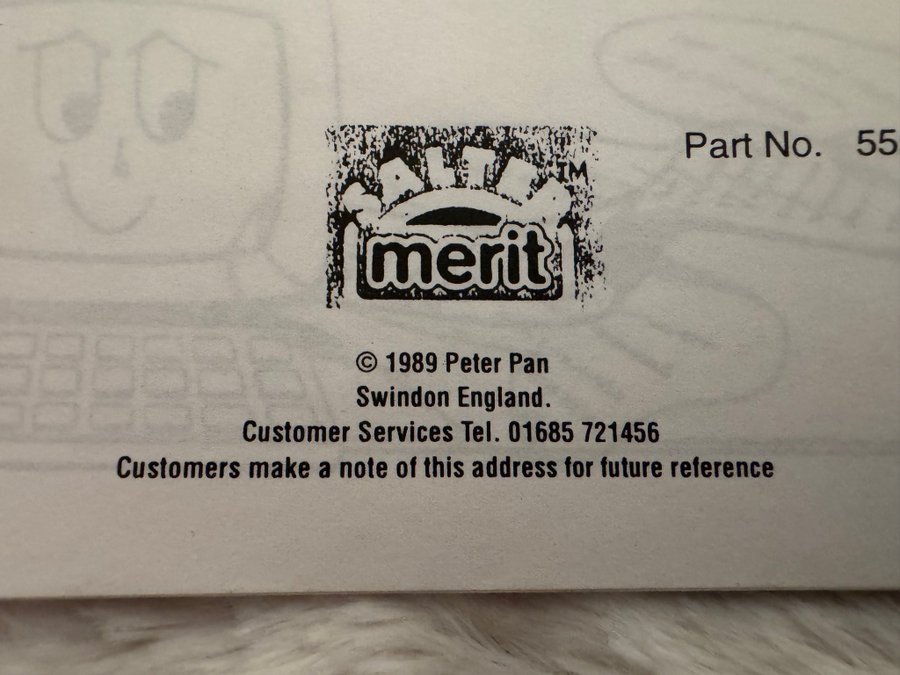 merit TM
Part No. 55
© 1989 Peter Pan
Swindon England.
Customer Services Tel. 01685 721456
Customers make a note of this address for future reference